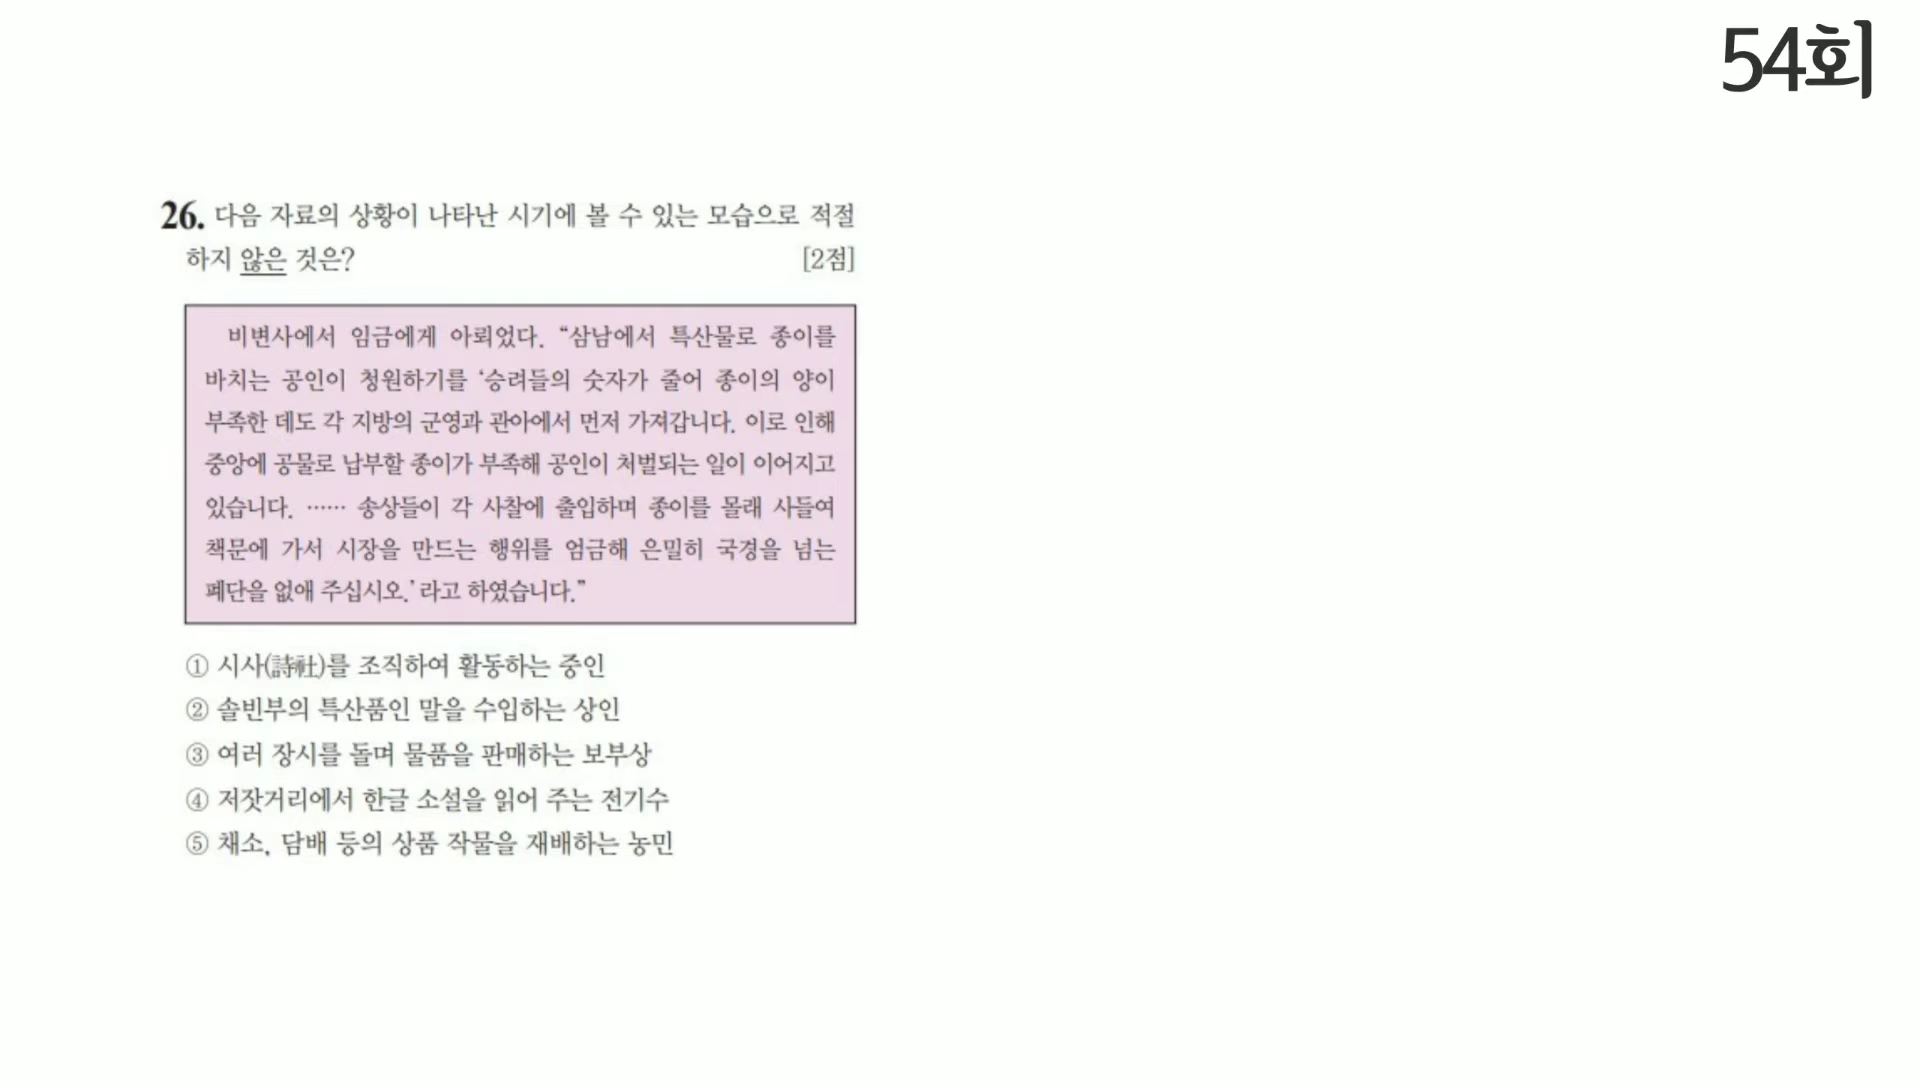 54회
26. 다음 자료의 상황이 나타난 시기에 볼 수 있는 모습으로 적절
하지 않은 것은? [2점]
비변사에서 임금에게 아뢰었다. “삼남에서 특산물로 종이를
바치는 공인이 청원하기를 ‘승려들의 숫자가 줄어 종이의 양이
부족한 데도 각 지방의 군영과 관아에서 먼저 가져갑니다. 이로 인해
중앙에 공물로 납부할 종이가 부족해 공인이 처벌되는 일이 이어지고
있습니다. …… 송상들이 각 사찰에 출입하며 종이를 몰래 사들여
책문에 가서 시장을 만드는 행위를 엄금해 은밀히 국경을 넘는
폐단을 없애 주십시오.’라고 하였습니다.”
① 시사(詩社)를 조직하여 활동하는 중인
② 솔빈부의 특산품인 말을 수입하는 상인
③ 여러 장시를 돌며 물품을 판매하는 보부상
④ 저잣거리에서 한글 소설을 읽어 주는 전기수
⑤ 채소, 담배 등의 상품 작물을 재배하는 농민